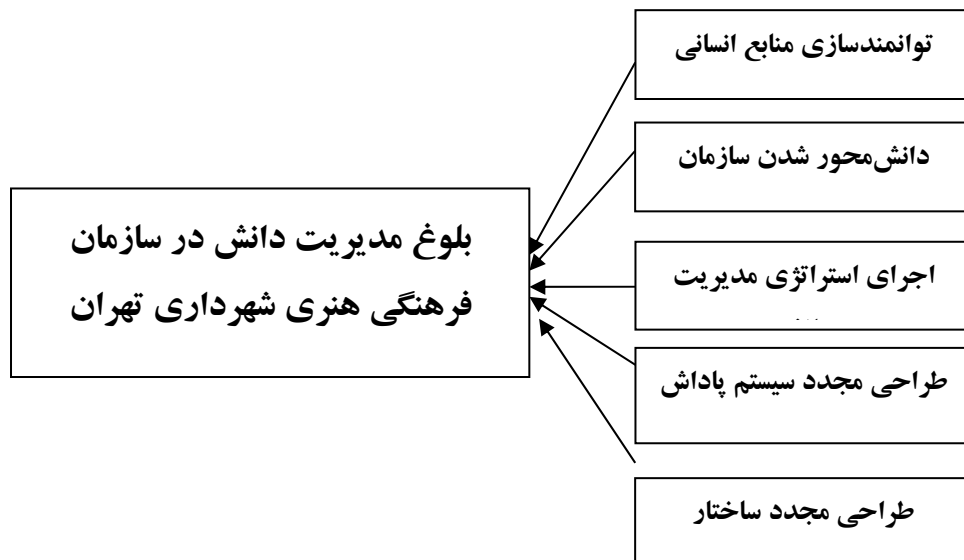 توانمندسازی منابع انسانی
دانش‌محور شدن سازمان
بلوغ مدیریت دانش در سازمان
فرهنگی هنری شهرداری تهران
اجرای استراتژی مدیریت
طراحی مجدد سیستم پاداش
طراحی مجدد ساختار